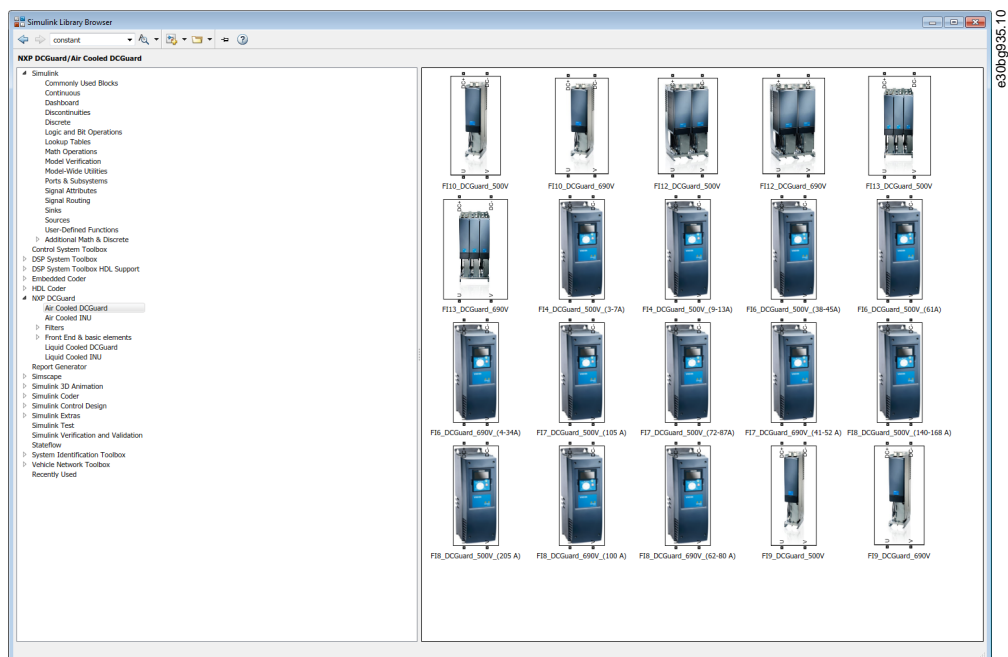 Simulink Library Browser
constant
NXP DCGuard/Air Cooled DCGuard
Simulink
Commonly Used Blocks
Continuous
Dashboard
Discontinuities
Discrete
Logic and Bit Operations
Lookup Tables
Math Operations
Model Verification
Model-Wide Utilities
Ports & Subsystems
Signal Attributes
Signal Routing
Sinks
Sources
User-Defined Functions
Additional Math & Discrete
Control System Toolbox
DSP System Toolbox
DSP System Toolbox HDL Support
Embedded Coder
HDL Coder
NXP DCGuard
Air Cooled DCGuard
Air Cooled INU
Filters
Front End & basic elements
Liquid Cooled DCGuard
Liquid Cooled INU
Report Generator
Simscape
Simulink 3D Animation
Simulink Coder
Simulink Control Design
Simulink Extras
Simulink Test
Simulink Verification and Validation
Stateflow
System Identification Toolbox
Vehicle Network Toolbox
Recently Used
FI10_DCGuard_500V FI10_DCGuard_690V FI12_DCGuard_500V FI12_DCGuard_690V FI13_DCGuard_500V
FI13_DCGuard_690V FI4_DCGuard_500V_(3-7A) FI4_DCGuard_500V_(9-13A) FI6_DCGuard_500V_(38-45A) FI6_DCGuard_500V_(61A)
FI6_DCGuard_690V_(4-34A) FI7_DCGuard_500V_(105 A) FI7_DCGuard_500V_(72-87A) FI7_DCGuard_690V_(41-52 A) FI8_DCGuard_500V_(140-168 A)
FI8_DCGuard_500V_(205 A) FI8_DCGuard_690V_(100 A) FI8_DCGuard_690V_(62-80 A) FI9_DCGuard_500V FI9_DCGuard_690V
e30bg935.10